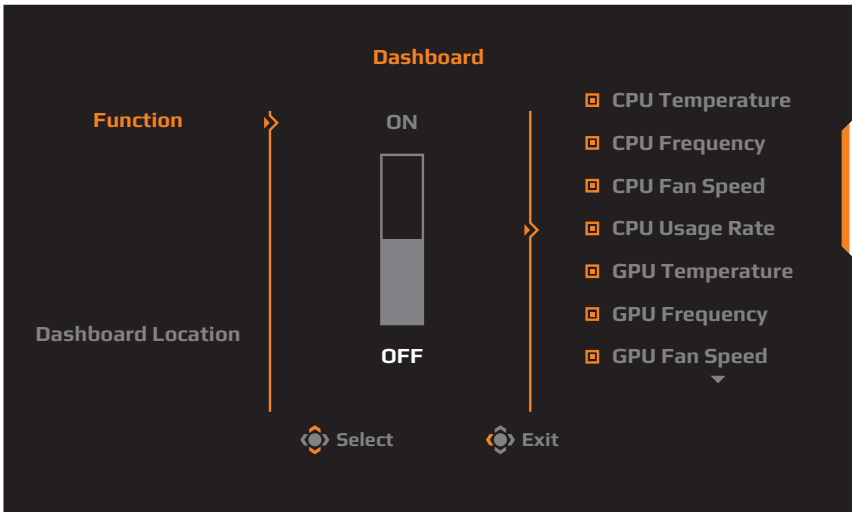 Dashboard
Function
Dashboard Location
ON
OFF
CPU Temperature
CPU Frequency
CPU Fan Speed
CPU Usage Rate
GPU Temperature
GPU Frequency
GPU Fan Speed
Select
Exit